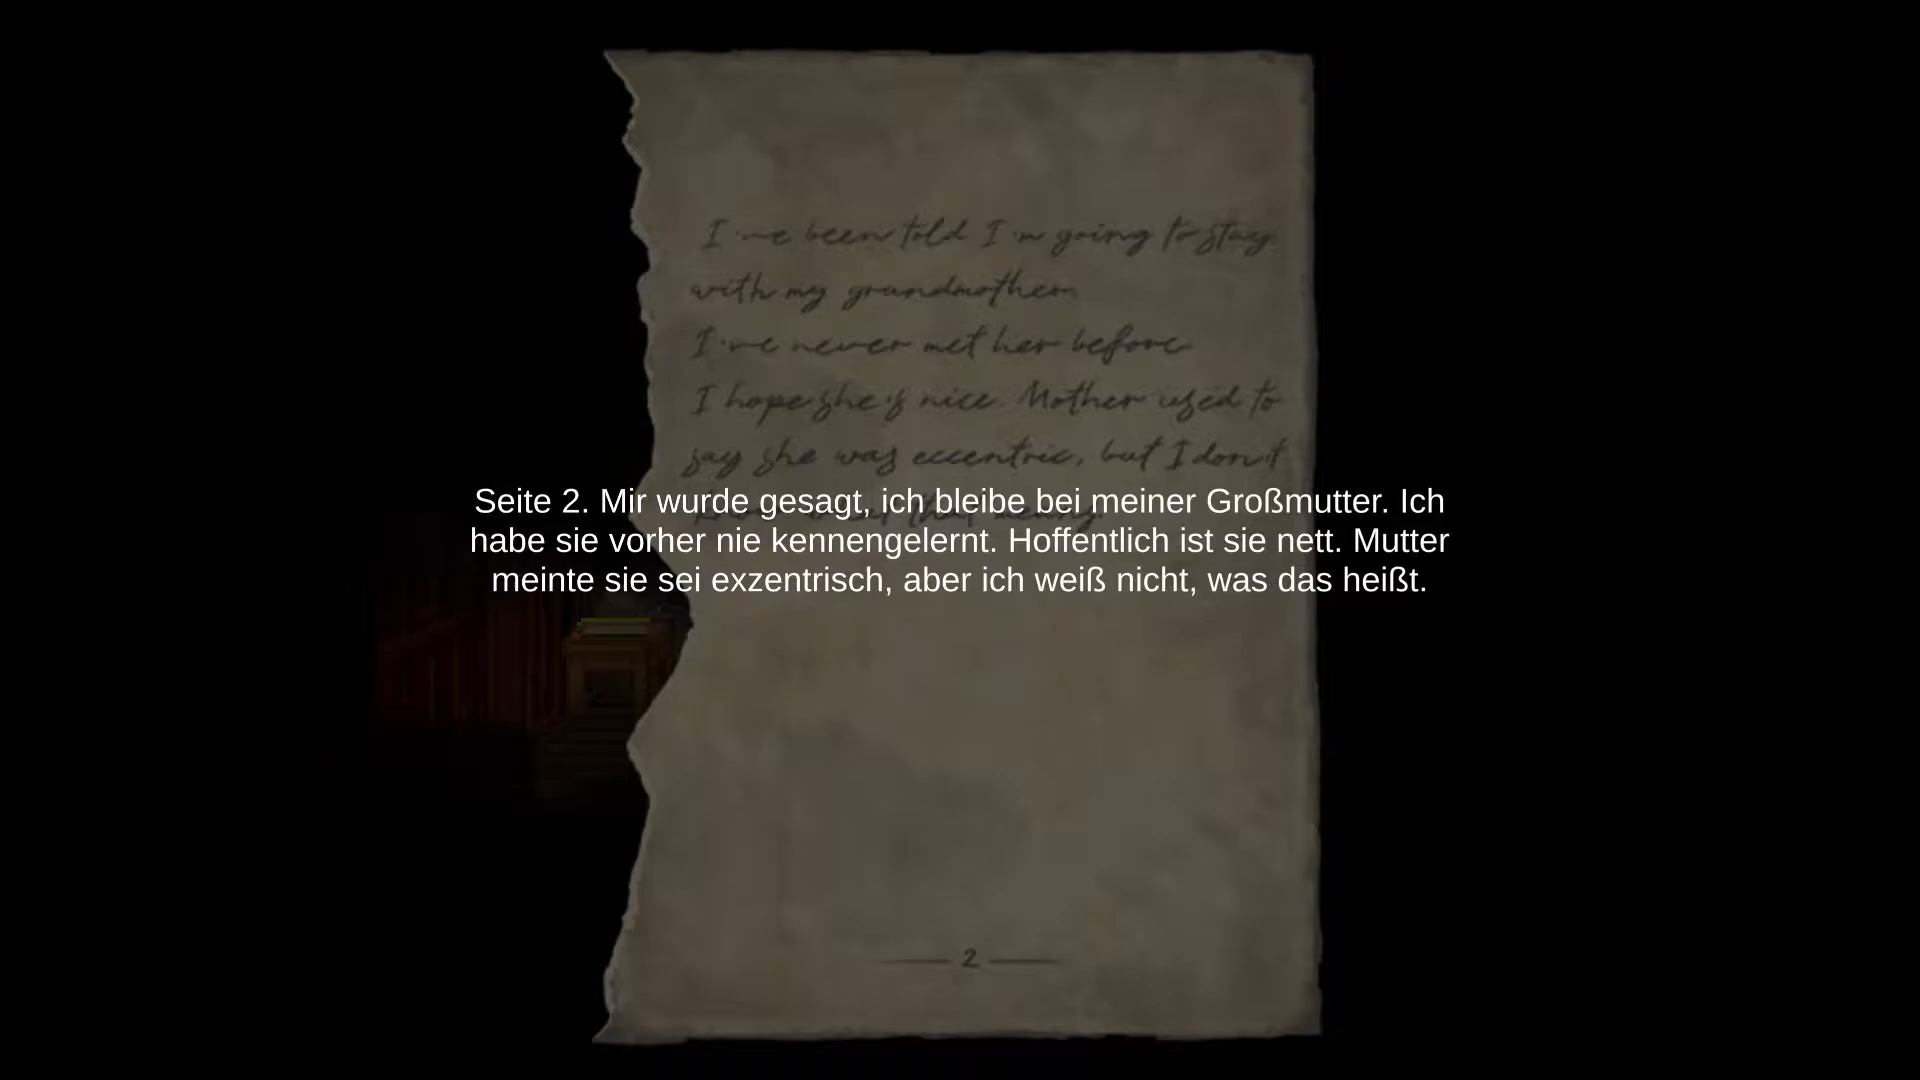 I've been told I'm going to stay
with my grandmother.
I've never met her before.
I hope she's nice. Mother used to
say she was eccentric, but I don't
Seite 2. Mir wurde gesagt, ich bleibe bei meiner Großmutter. Ich
habe sie vorher nie kennengelernt. Hoffentlich ist sie nett. Mutter
meinte sie sei exzentrisch, aber ich weiß nicht, was das heißt.
2